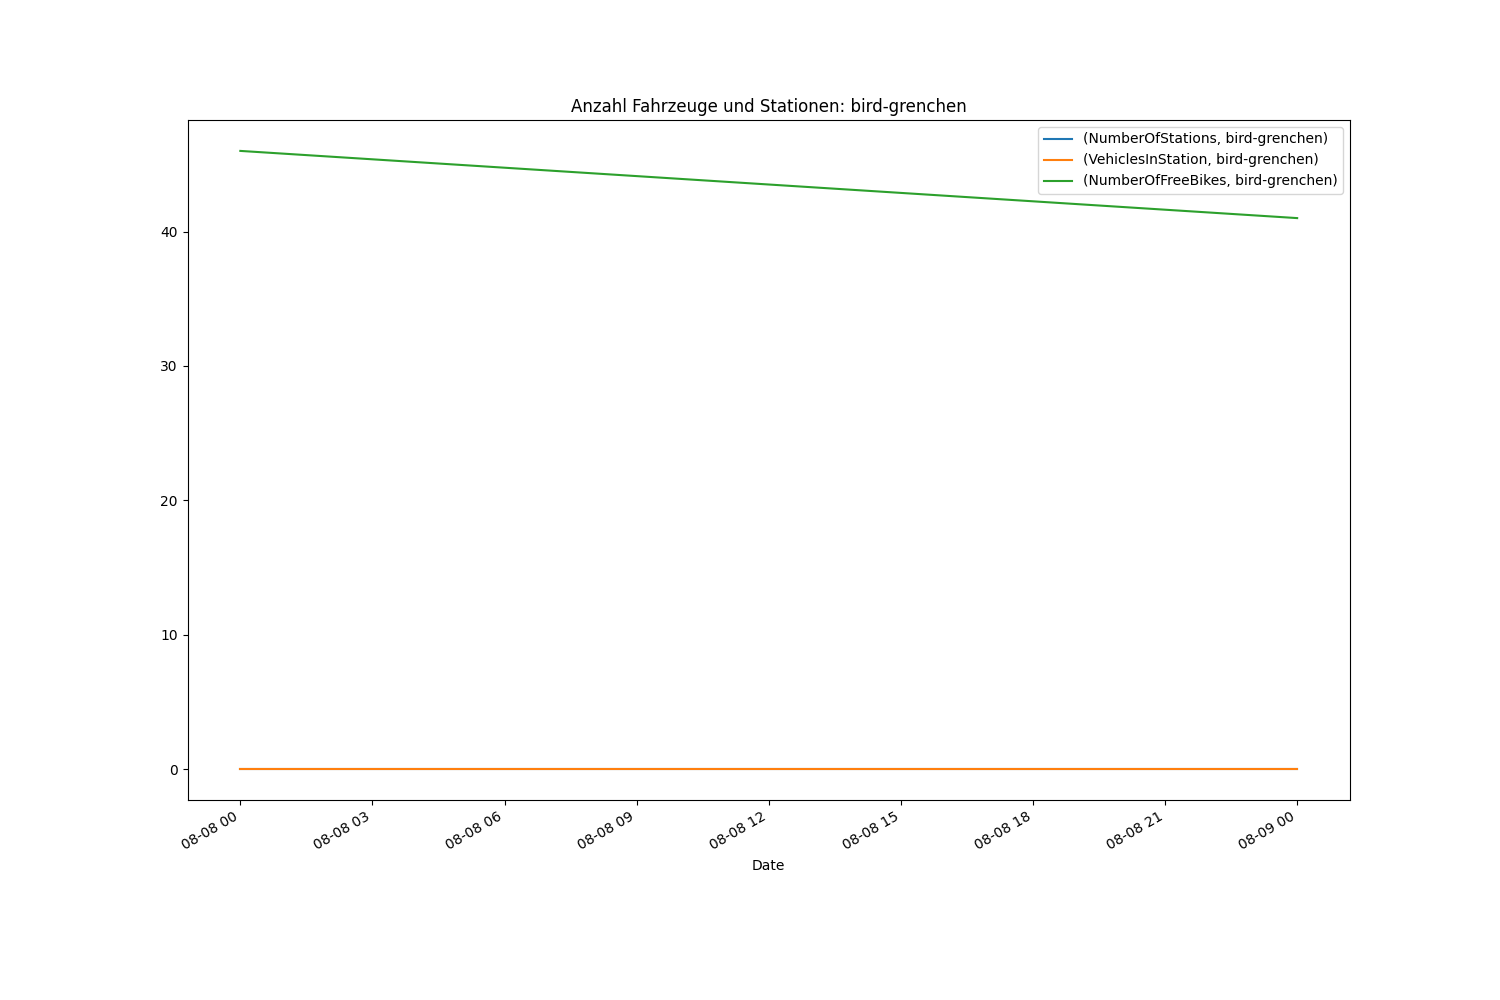 Anzahl Fahrzeuge und Stationen: bird-grenchen
(NumberOfStations, bird-grenchen)
(VehiclesInStation, bird-grenchen)
(NumberOfFreeBikes, bird-grenchen)
40
30
20
10
0
08-08 00
08-08 03
08-08 06
08-08 09
08-08 12
08-08 15
08-08 18
08-08 21
08-09 00
Date